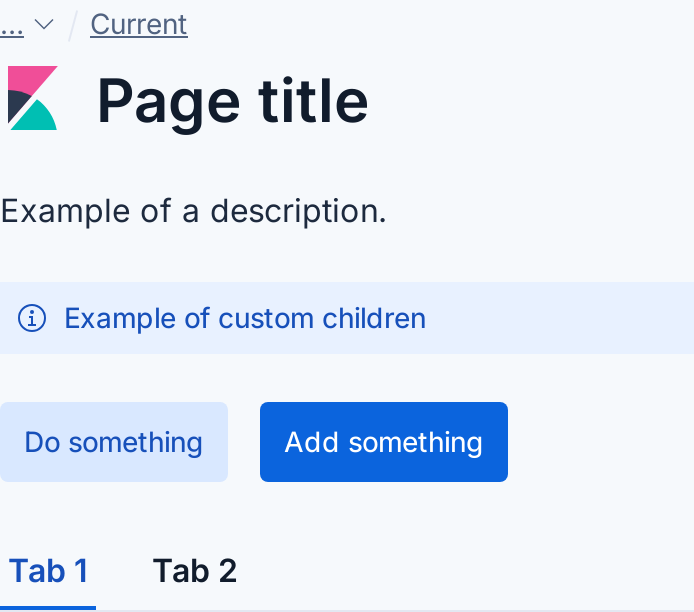 ... / Current
Page title
Example of a description.
Example of custom children
Do something Add something
Tab 1 Tab 2